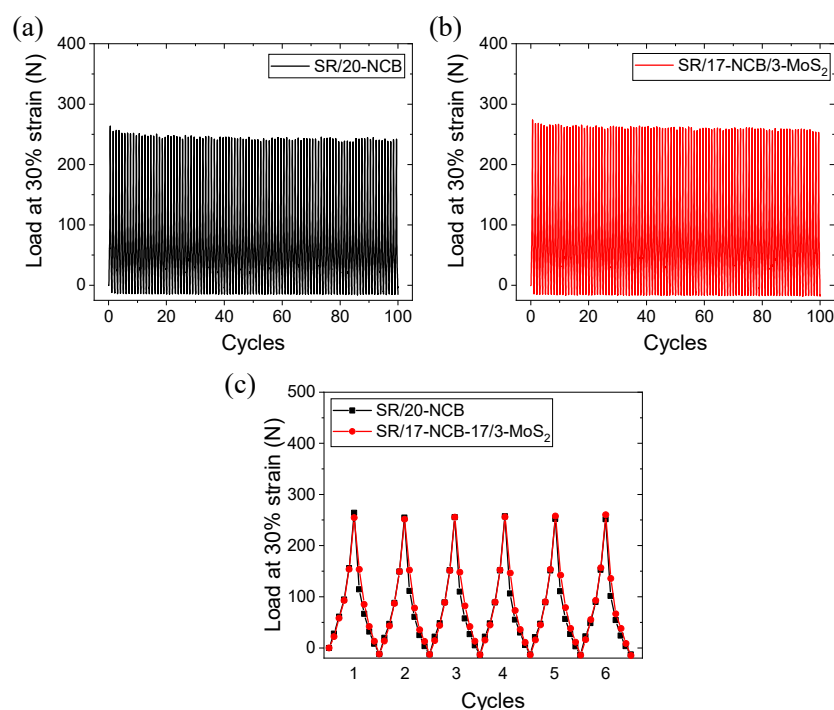 (a)
400
300
200
100
0
Load at 30% strain (N)
SR/20-NCB
0 20 40 60 80 100
Cycles
(b)
400
300
200
100
0
Load at 30% strain (N)
SR/17-NCB/3-MoS₂
0 20 40 60 80 100
Cycles
(c)
500
400
300
200
100
0
Load at 30% strain (N)
SR/20-NCB
SR/17-NCB-17/3-MoS₂
1 2 3 4 5 6
Cycles